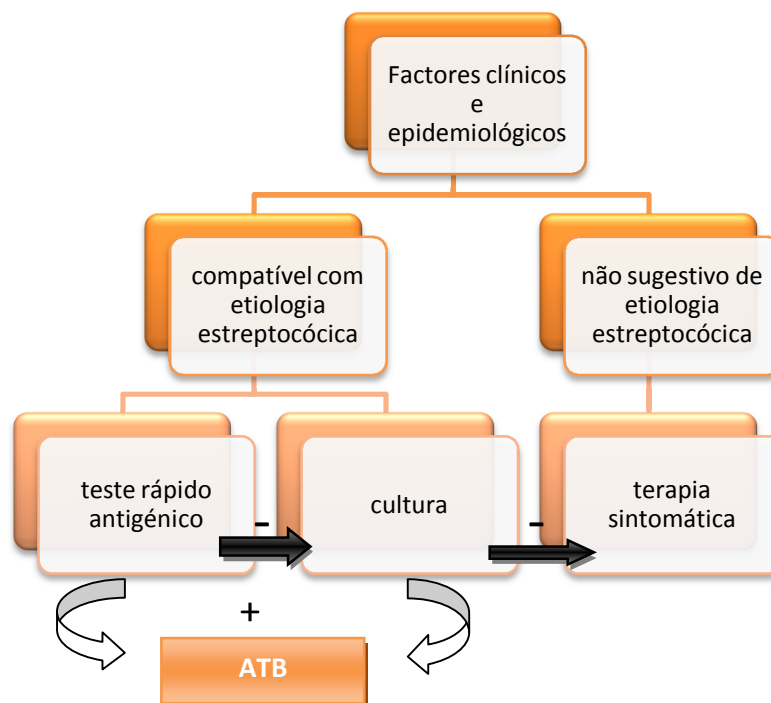 Factores clínicos
e
epidemiológicos
compatível com
etiologia
estreptocócica
não sugestivo de
etiologia
estreptocócica
teste rápido
antigénico
-
cultura
-
terapia
sintomática
+
ATB